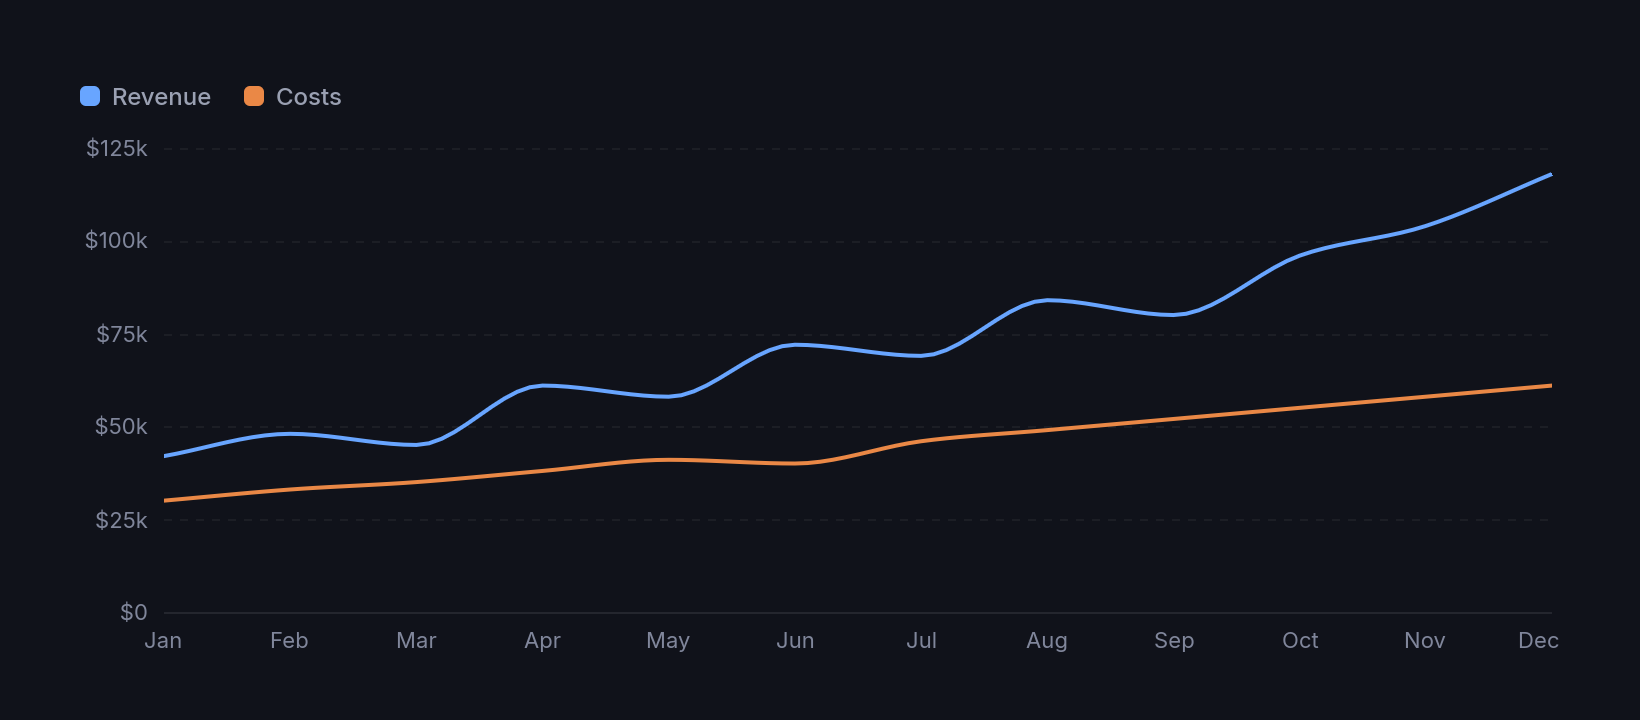 Revenue Costs
$125k
$100k
$75k
$50k
$25k
$0
Jan Feb Mar Apr May Jun Jul Aug Sep Oct Nov Dec